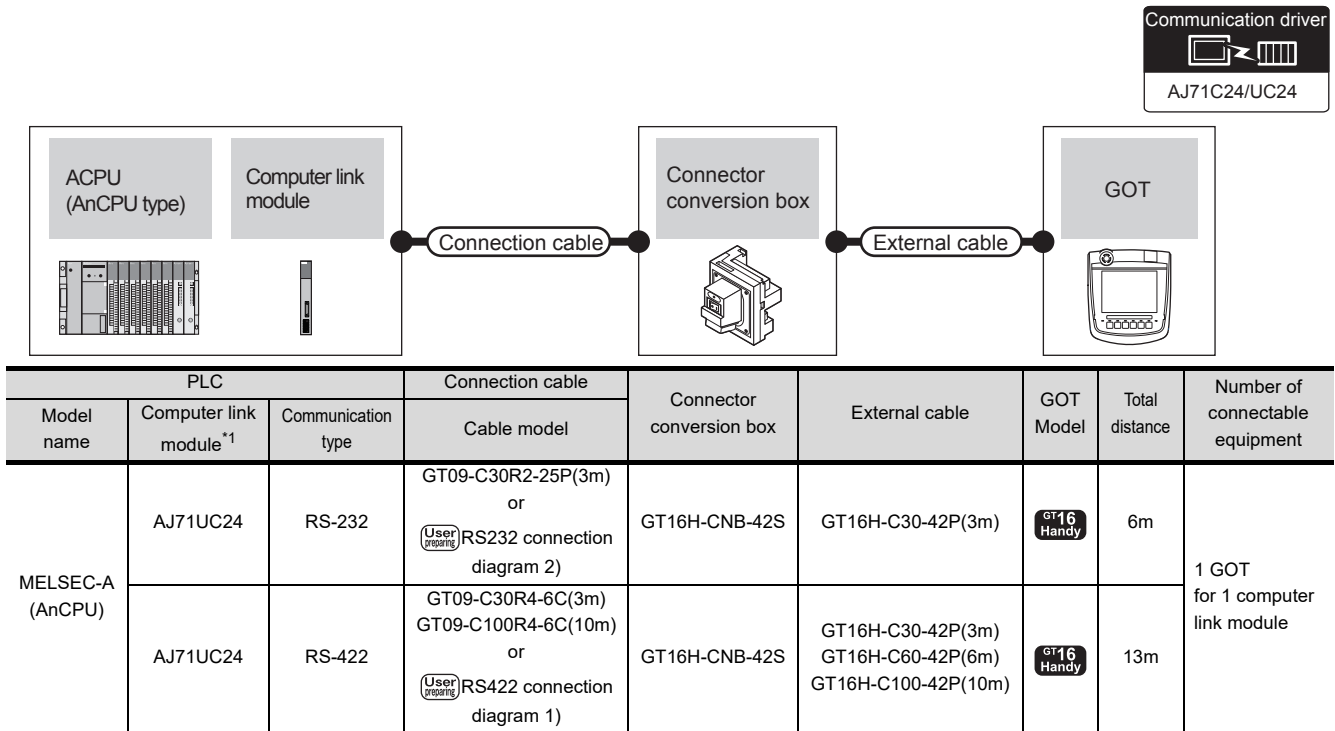 Communication driver
AJ71C24/UC24
ACPU
(AnCPU type)
Computer link
module
Connection cable
Connector
conversion box
External cable
GOT
PLC
Connection cable
Connector
conversion box
External cable
GOT
Model
Total
distance
Number of
connectable
equipment
Model
name
Computer link
module*1
Communication
type
Cable model
MELSEC-A
(AnCPU)
AJ71UC24
RS-232
GT09-C30R2-25P(3m)
or
User preparing RS232 connection
diagram 2)
GT16H-CNB-42S
GT16H-C30-42P(3m)
GT16
Handy
6m
1 GOT
for 1 computer
link module
AJ71UC24
RS-422
GT09-C30R4-6C(3m)
GT09-C100R4-6C(10m)
or
User preparing RS422 connection
diagram 1)
GT16H-CNB-42S
GT16H-C30-42P(3m)
GT16H-C60-42P(6m)
GT16H-C100-42P(10m)
GT16
Handy
13m